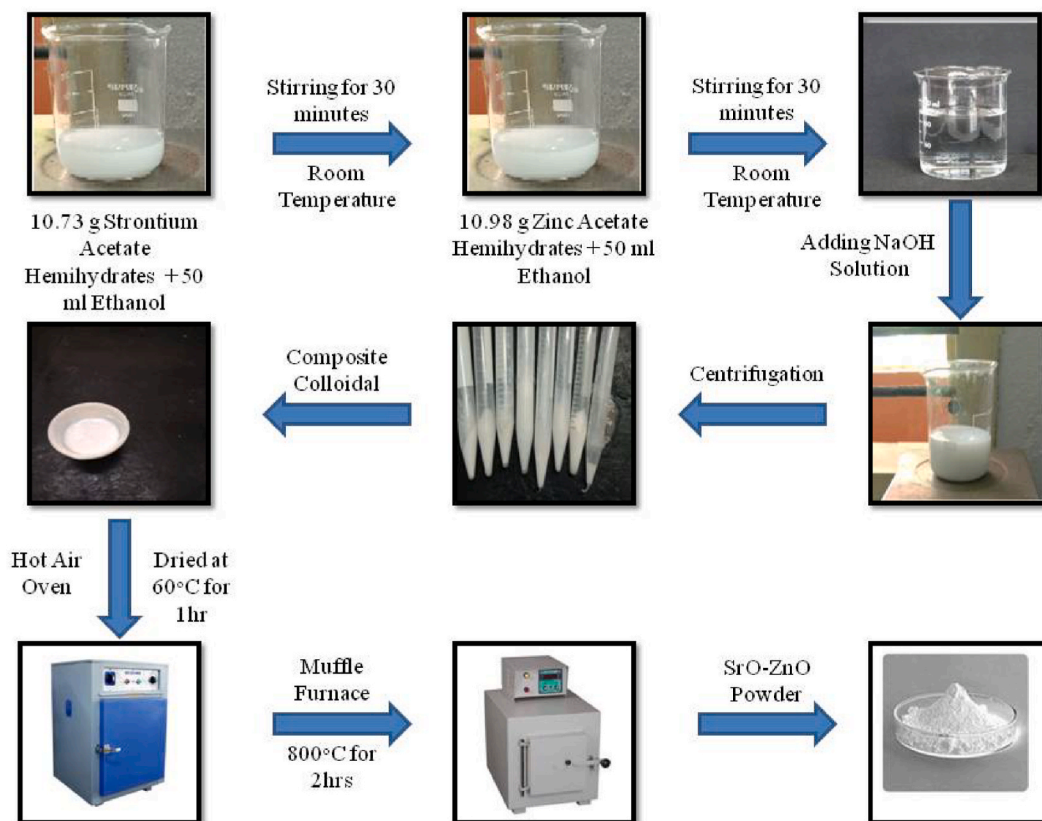 Stirring for 30
minutes
Room
Temperature
Stirring for 30
minutes
Room
Temperature
10.73 g Strontium
Acetate
Hemihydrates +50
ml Ethanol
10.98 g Zinc Acetate
Hemihydrates +50 ml
Ethanol
Adding NaOH
Solution
Centrifugation
Composite
Colloidal
Hot Air
Oven
Dried at
60°C for
1hr
Muffle
Furnace
800°C for
2hrs
SrO-ZnO
Powder